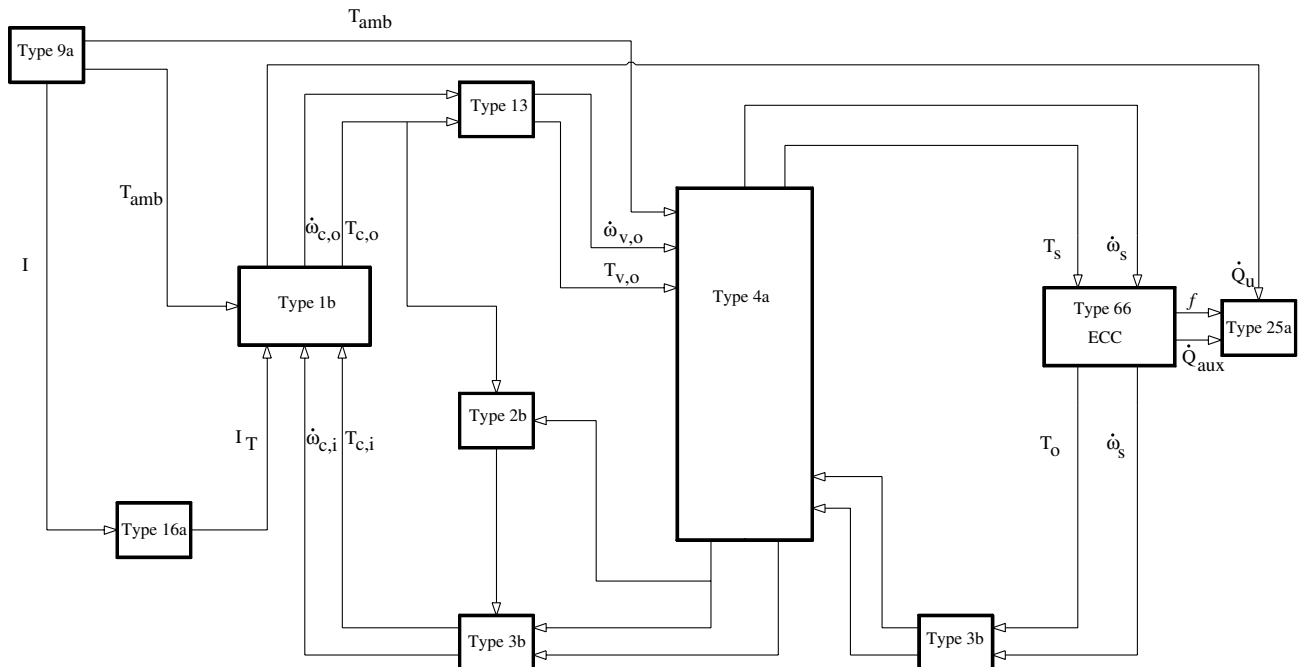 T_amb
Type 9a
Type 13
T_amb
ω̇_c,o T_c,o
ω̇_v,o
T_s
ω̇_s
I
T_v,o
Q̇_u
Type 1b
Type 4a
Type 66
ECC
f
Type 25a
Q̇_aux
Type 2b
I_T
ω̇_c,i T_c,i
T_o
ω̇_s
Type 16a
Type 3b
Type 3b